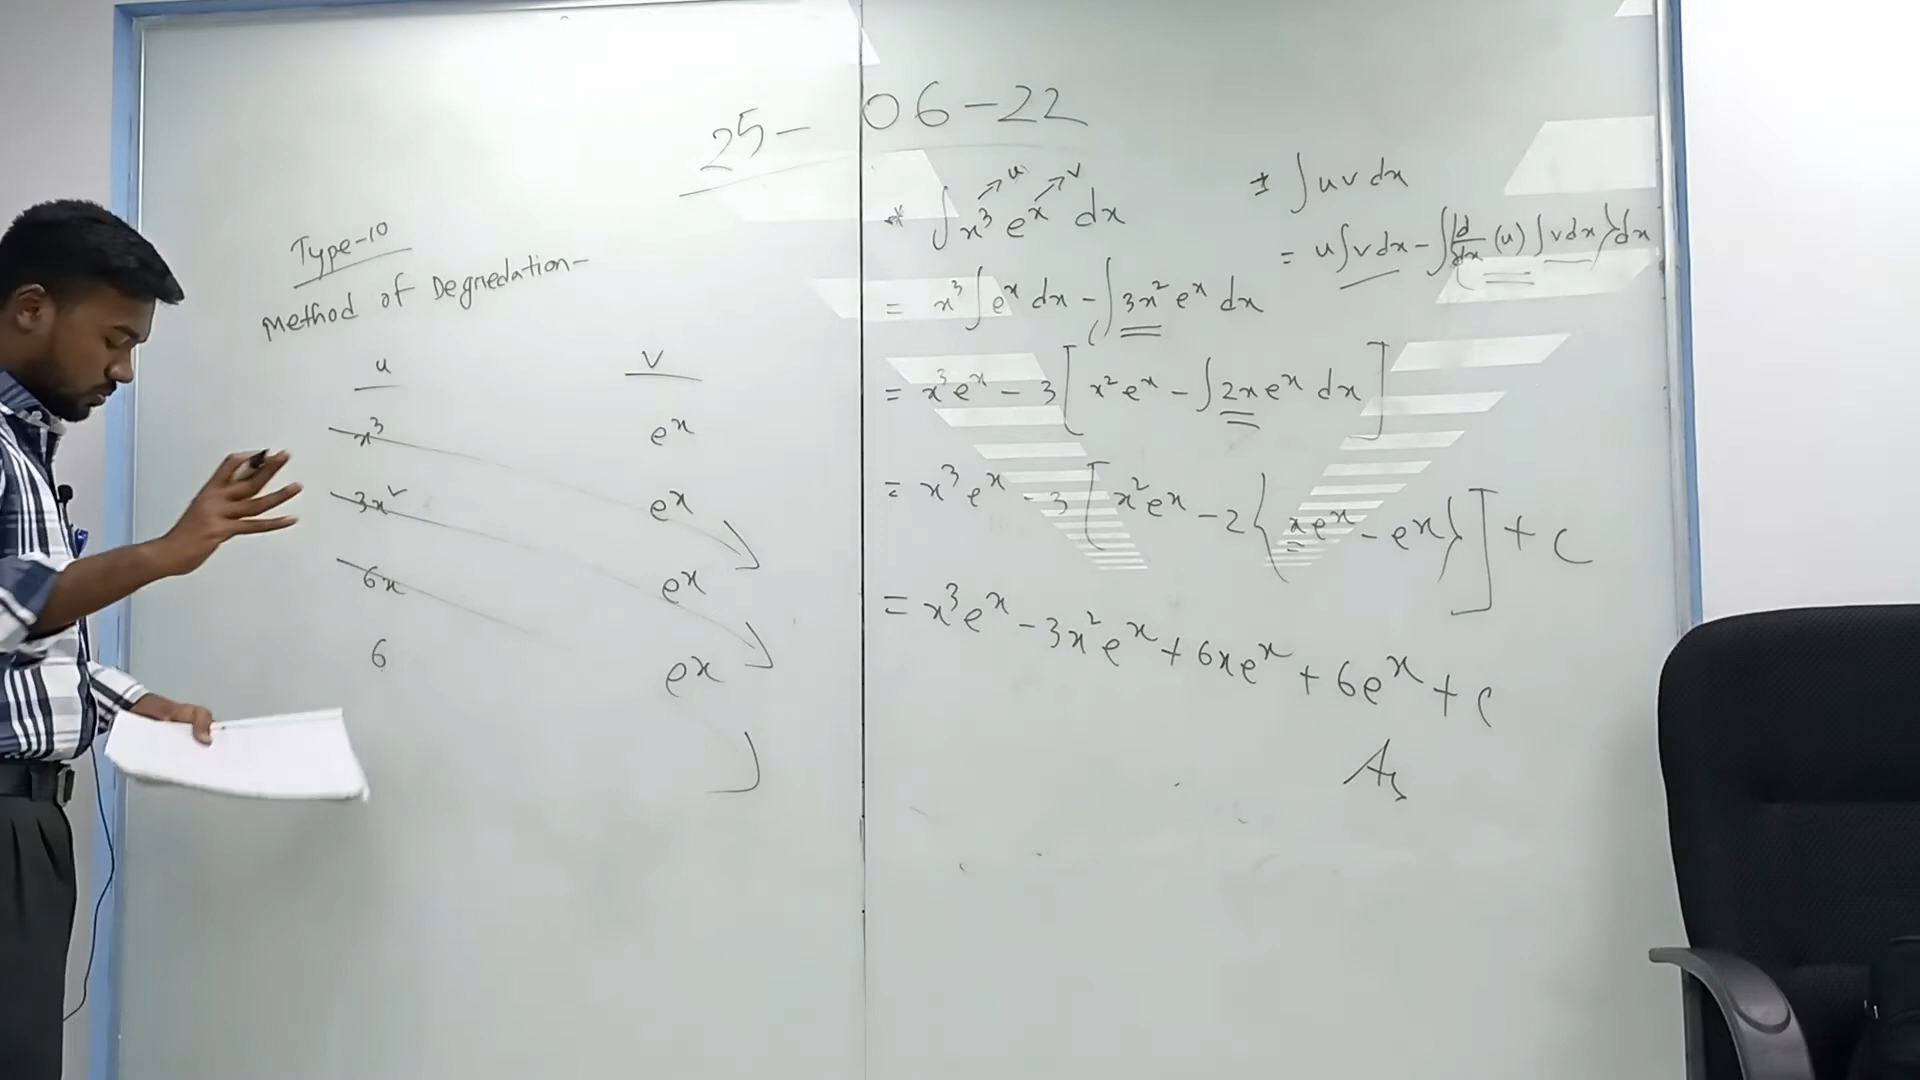 25-06-22
Type-10
Method of Degredation-
u v
x³ eˣ
3x² eˣ
6x eˣ
6 eˣ
* ∫ x³ eˣ dx
u v
= x³ ∫ eˣ dx - ∫ 3x² eˣ dx
= x³eˣ - 3 [ x²eˣ - ∫ 2x eˣ dx ]
= x³eˣ - 3 [ x²eˣ - 2 { xeˣ - eˣ } ] + c
= x³eˣ - 3x²eˣ + 6xeˣ + 6eˣ + c
As
* ∫ uv dx
= u ∫ v dx - ∫ { d/dx (u) ∫ v dx } dx